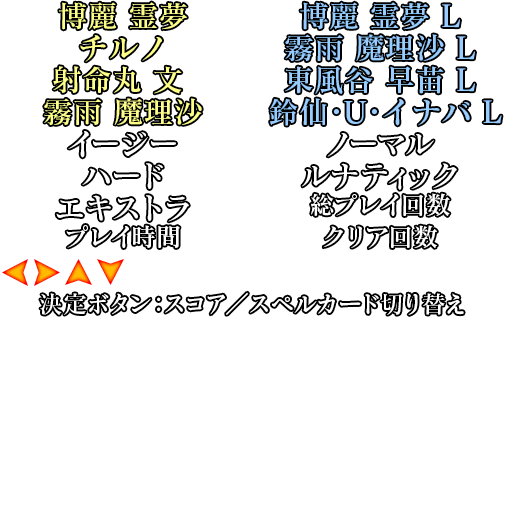 博麗 霊夢 博麗 霊夢 L
チルノ 霧雨 魔理沙 L
射命丸 文 東風谷 早苗 L
霧雨 魔理沙 鈴仙・U・イナバ L
イージー ノーマル
ハード ルナティック
エキストラ 総プレイ回数
プレイ時間 クリア回数
決定ボタン：スコア／スペルカード切り替え